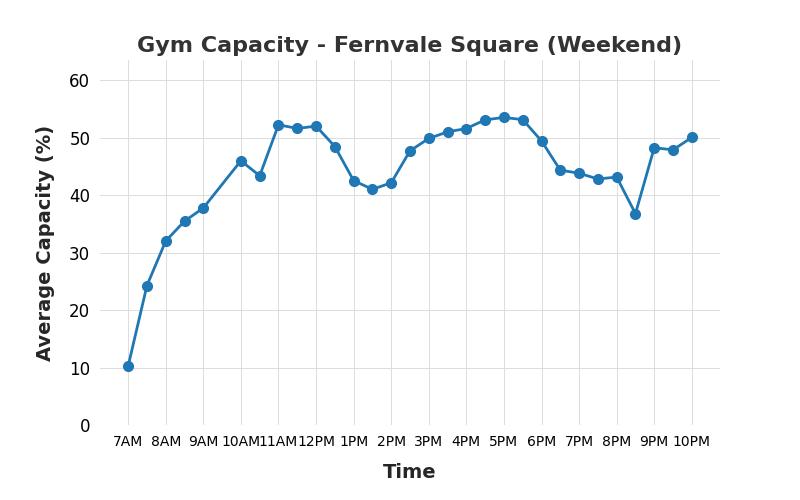 Gym Capacity - Fernvale Square (Weekend)
Average Capacity (%)
60
50
40
30
20
10
0
7AM 8AM 9AM 10AM 11AM 12PM 1PM 2PM 3PM 4PM 5PM 6PM 7PM 8PM 9PM 10PM
Time